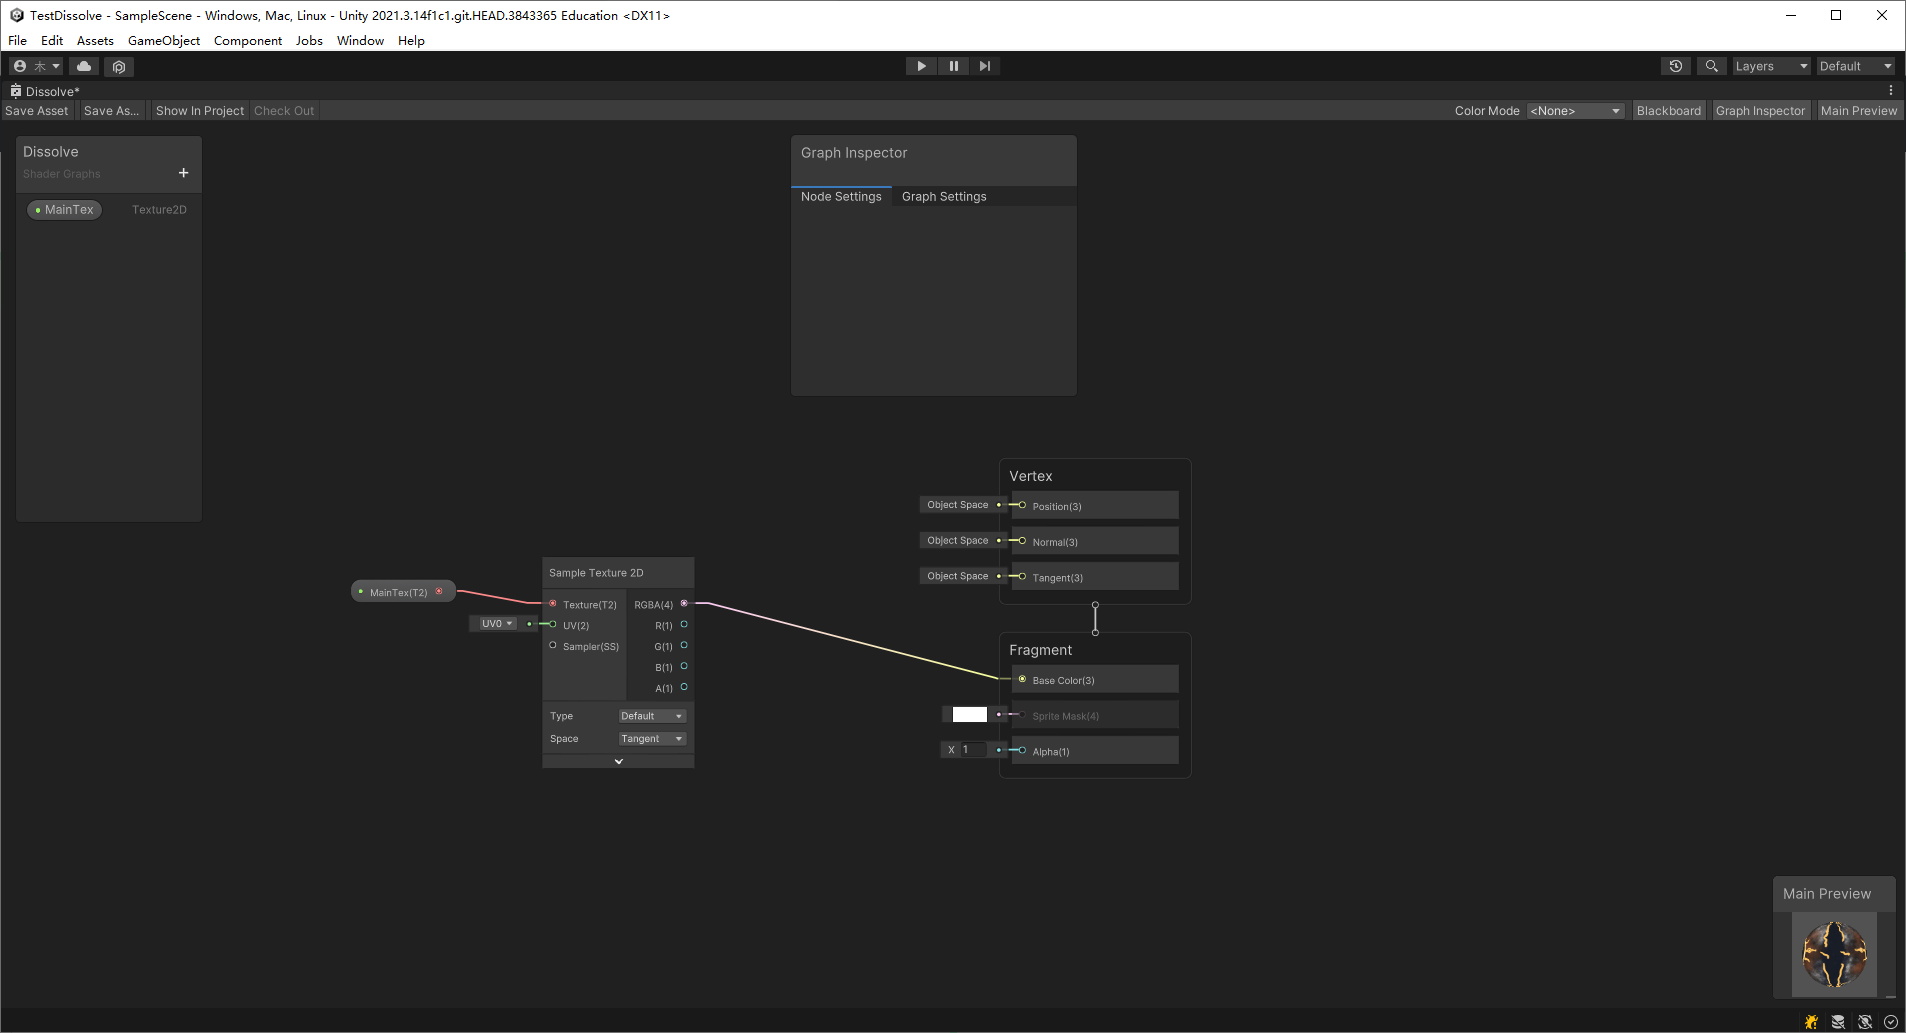 TestDissolve - SampleScene - Windows, Mac, Linux - Unity 2021.3.14f1c1.git.HEAD.3843365 Education <DX11>
File Edit Assets GameObject Component Jobs Window Help
木 Layers Default
Dissolve*
Save Asset Save As... Show In Project Check Out Color Mode <None> Blackboard Graph Inspector Main Preview
Dissolve
Shader Graphs
MainTex Texture2D
Graph Inspector
Node Settings Graph Settings
Vertex
Object Space Position(3)
Object Space Normal(3)
Object Space Tangent(3)
MainTex(T2)
Sample Texture 2D
Texture(T2) RGBA(4)
UV0 UV(2) R(1)
Sampler(SS) G(1)
B(1)
A(1)
Type Default
Space Tangent
Fragment
Base Color(3)
Sprite Mask(4)
X 1 Alpha(1)
Main Preview